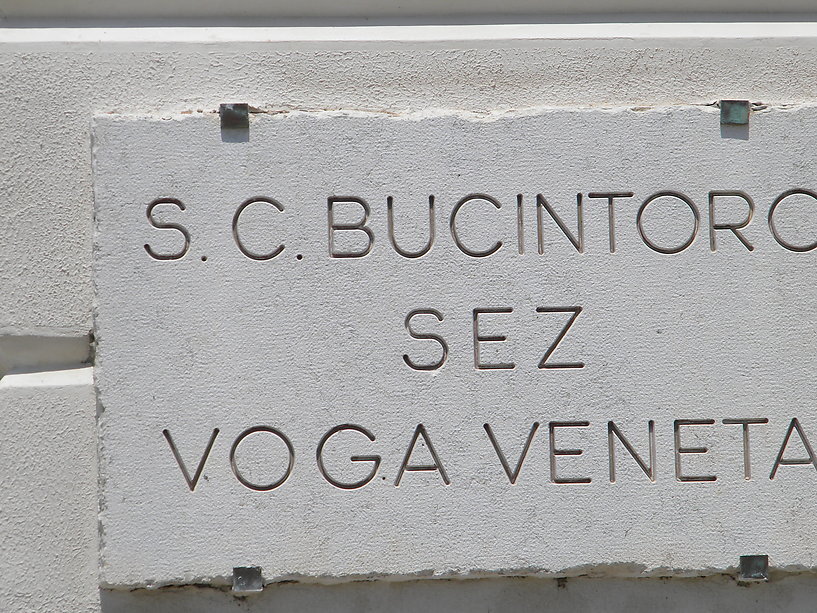 S. C. BUCINTORO
SEZ
VOGA VENETA